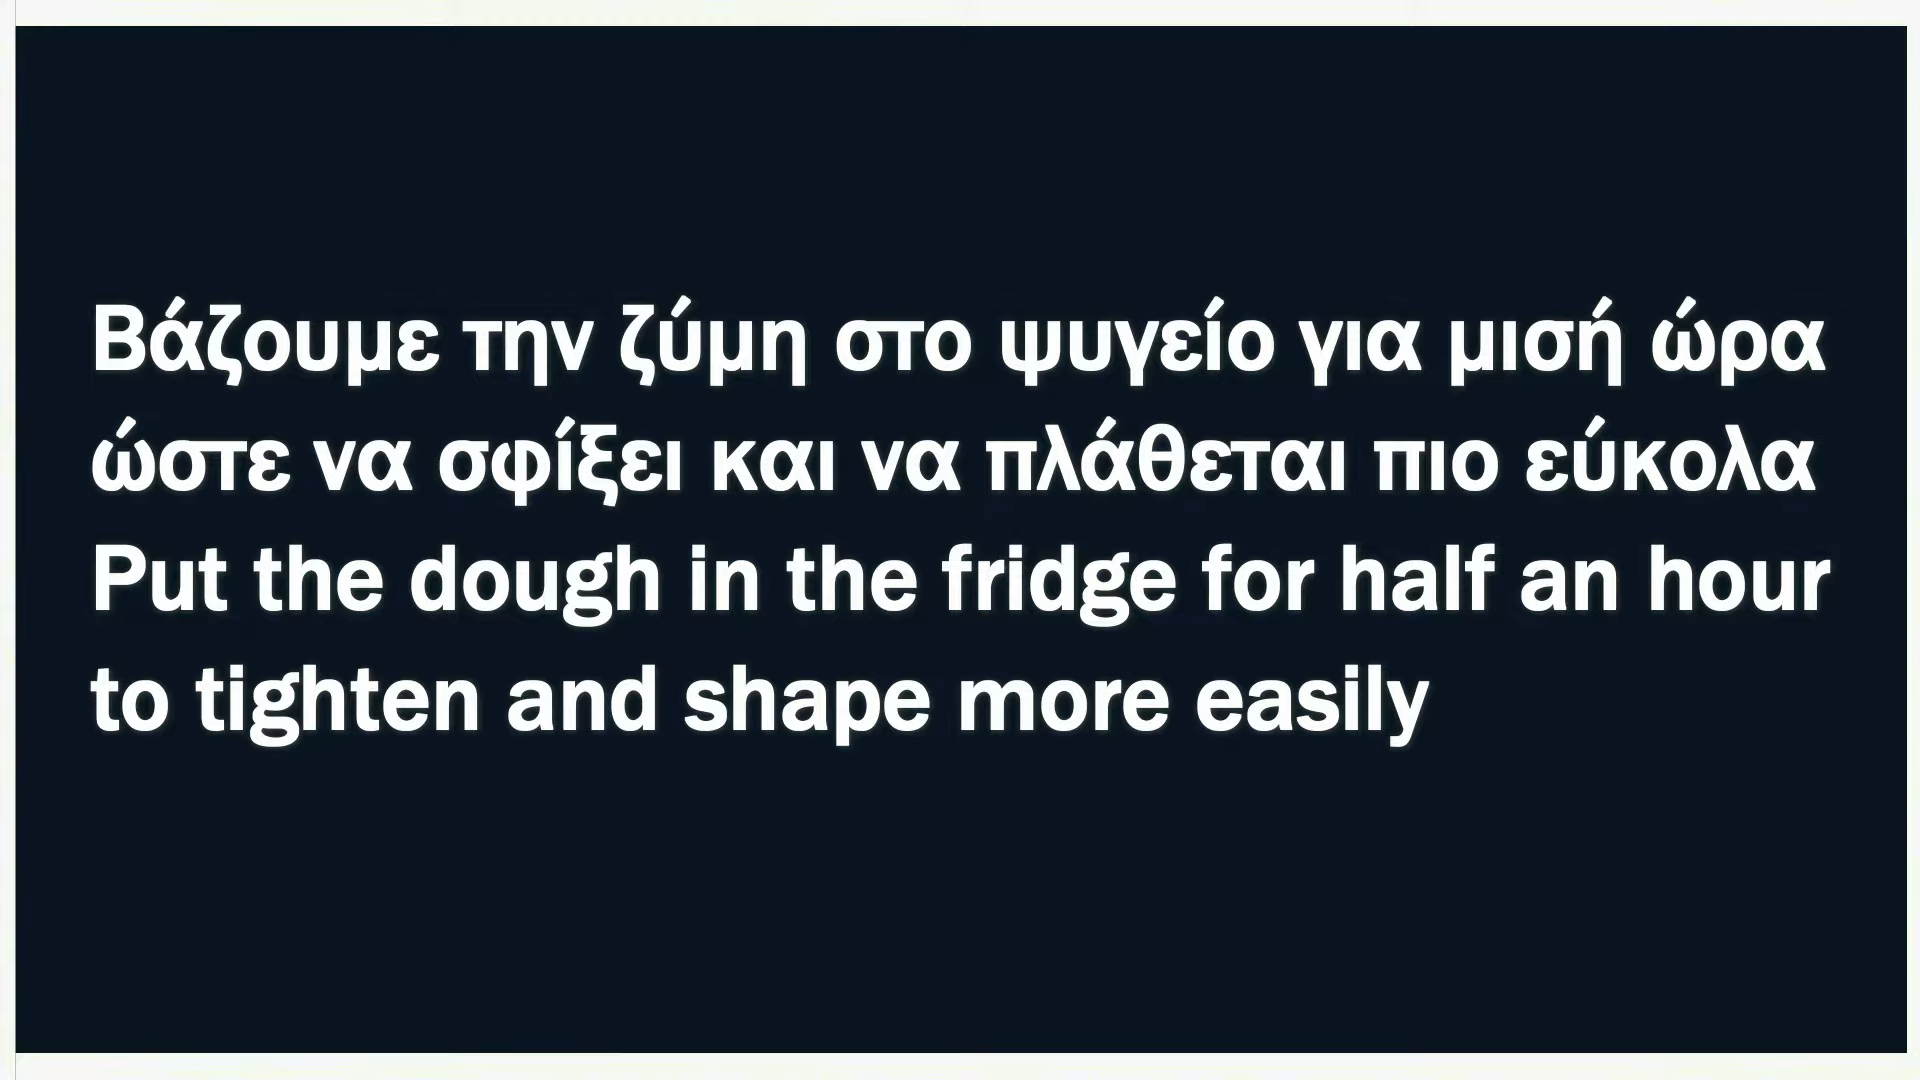 Βάζουμε την ζύμη στο ψυγείο για μισή ώρα
ώστε να σφίξει και να πλάθεται πιο εύκολα
Put the dough in the fridge for half an hour
to tighten and shape more easily